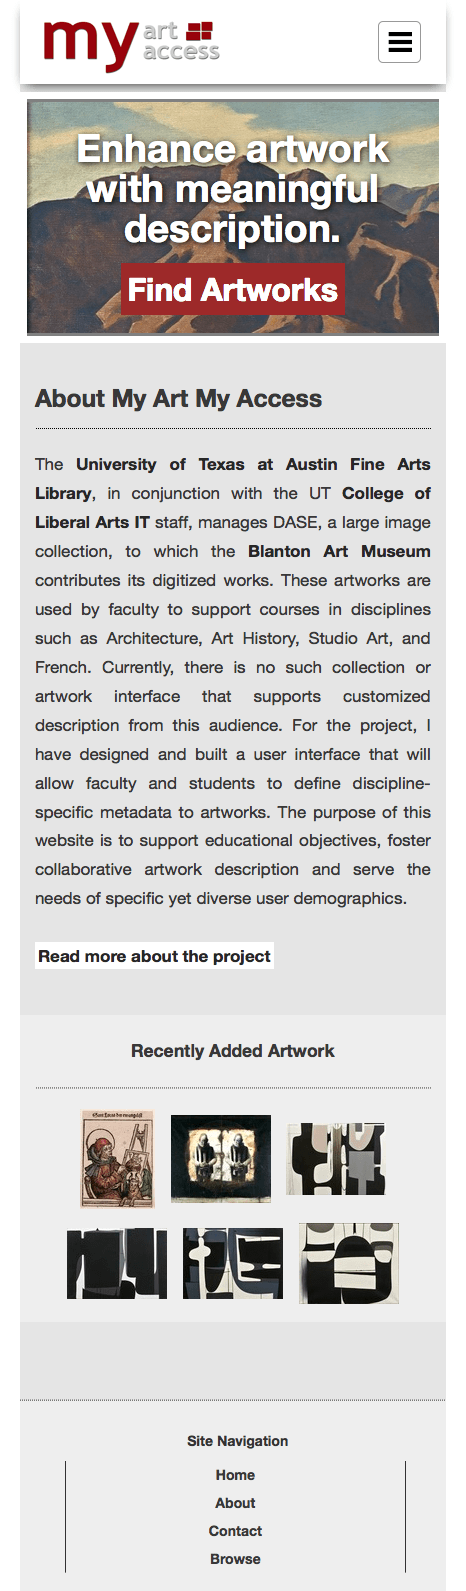 my art
access
Enhance artwork
with meaningful
description.
Find Artworks
About My Art My Access
The University of Texas at Austin Fine Arts
Library, in conjunction with the UT College of
Liberal Arts IT staff, manages DASE, a large image
collection, to which the Blanton Art Museum
contributes its digitized works. These artworks are
used by faculty to support courses in disciplines
such as Architecture, Art History, Studio Art, and
French. Currently, there is no such collection or
artwork interface that supports customized
description from this audience. For the project, I
have designed and built a user interface that will
allow faculty and students to define discipline-
specific metadata to artworks. The purpose of this
website is to support educational objectives, foster
collaborative artwork description and serve the
needs of specific yet diverse user demographics.
Read more about the project
Recently Added Artwork
Site Navigation
Home
About
Contact
Browse